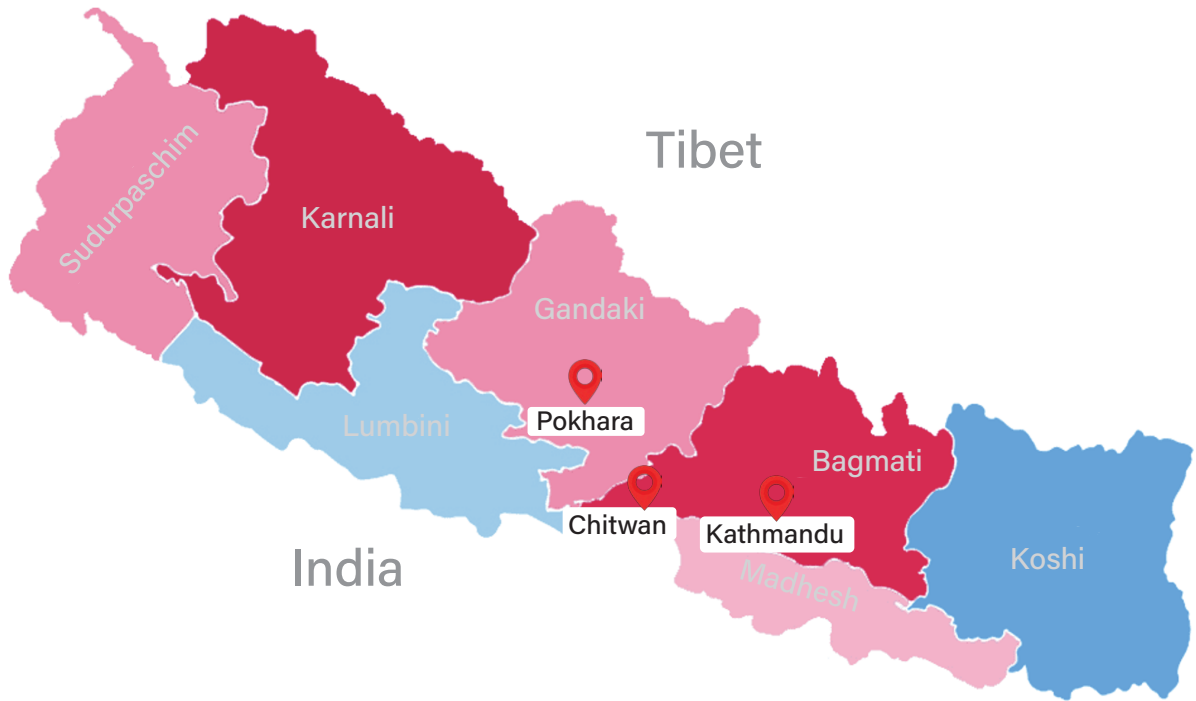 Tibet
Sudurpaschim
Karnali
Gandaki
Pokhara
Lumbini
Bagmati
Chitwan
Kathmandu
Koshi
India
Madhesh